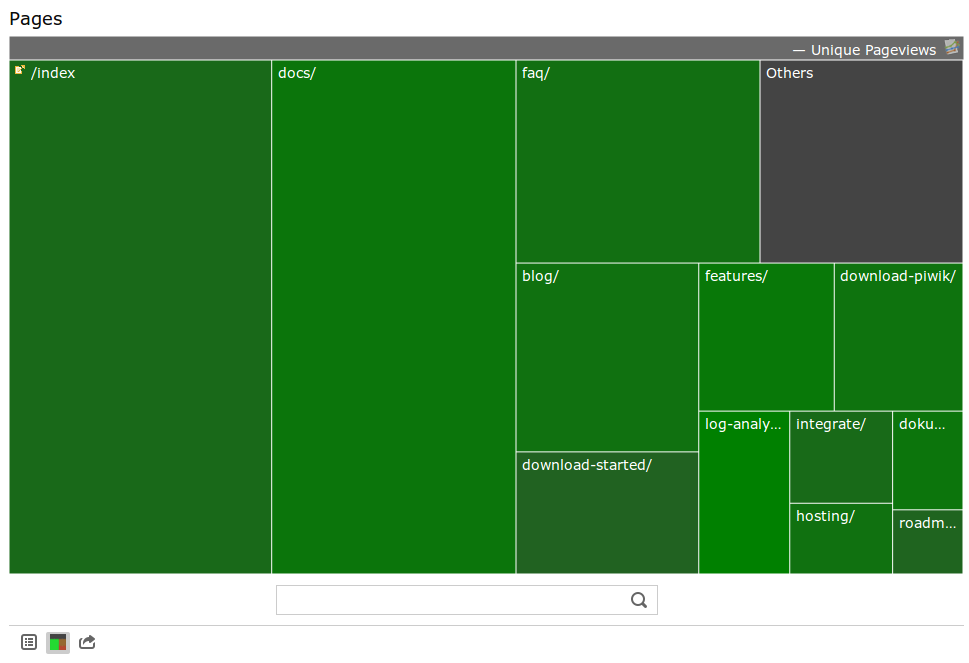 Pages
— Unique Pageviews
/index
docs/
faq/
Others
blog/
features/
download-piwik/
log-analy...
integrate/
doku...
download-started/
hosting/
roadm...